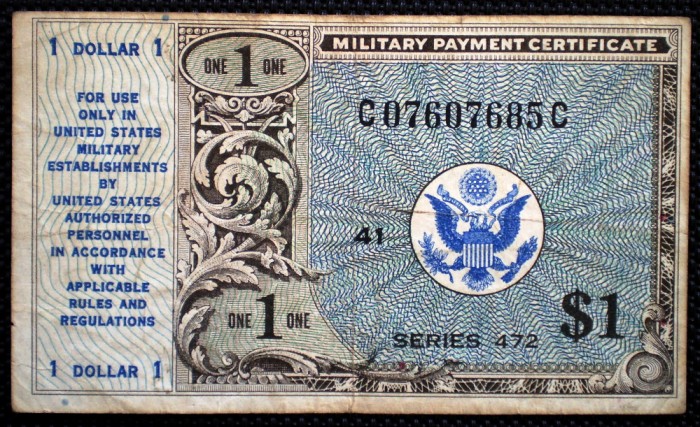 1 DOLLAR 1
FOR USE
ONLY IN
UNITED STATES
MILITARY
ESTABLISHMENTS
BY
UNITED STATES
AUTHORIZED
PERSONNEL
IN ACCORDANCE
WITH
APPLICABLE
RULES AND
REGULATIONS
1 DOLLAR 1
ONE 1 ONE
ONE 1 ONE
MILITARY PAYMENT CERTIFICATE
C07607685C
41
SERIES 472
$1